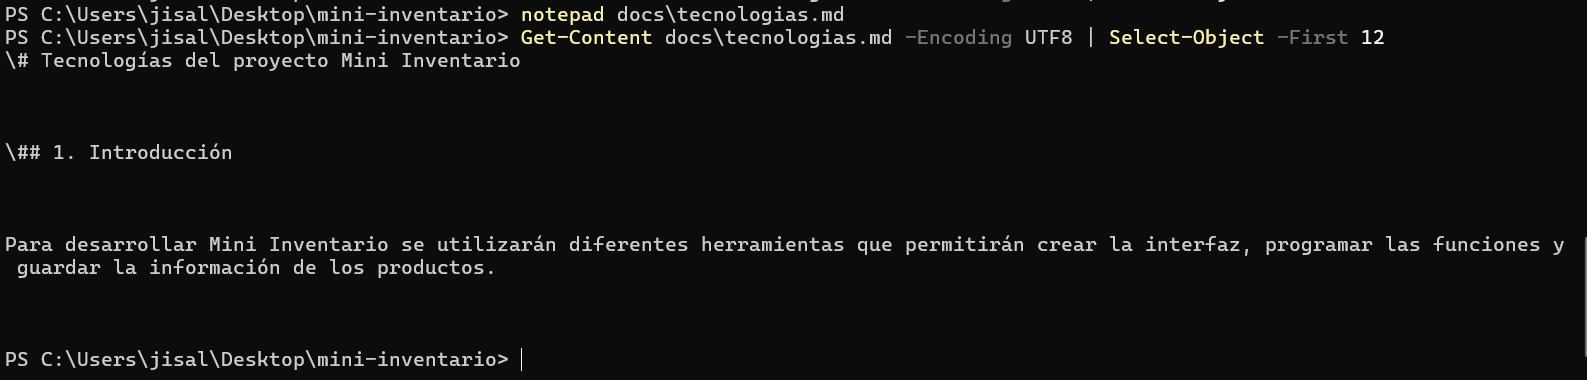 PS C:\Users\jisal\Desktop\mini-inventario> notepad docs\tecnologias.md
PS C:\Users\jisal\Desktop\mini-inventario> Get-Content docs\tecnologias.md -Encoding UTF8 | Select-Object -First 12
\# Tecnologías del proyecto Mini Inventario
\## 1. Introducción
Para desarrollar Mini Inventario se utilizarán diferentes herramientas que permitirán crear la interfaz, programar las funciones y
guardar la información de los productos.
PS C:\Users\jisal\Desktop\mini-inventario>